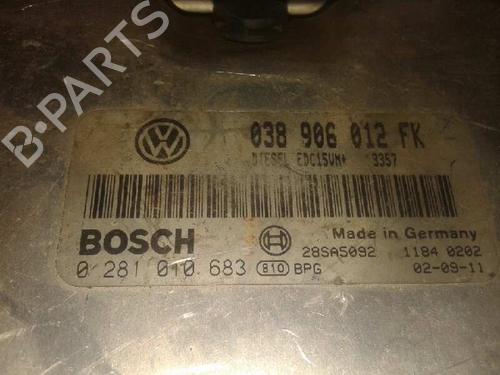 038 906 012 FK
DIESEL EDC15VM+ 3357
BOSCH
Made in Germany
28SA5092 1184 0202
0 281 010 683 810 BPG 02-09-11
B-PARTS